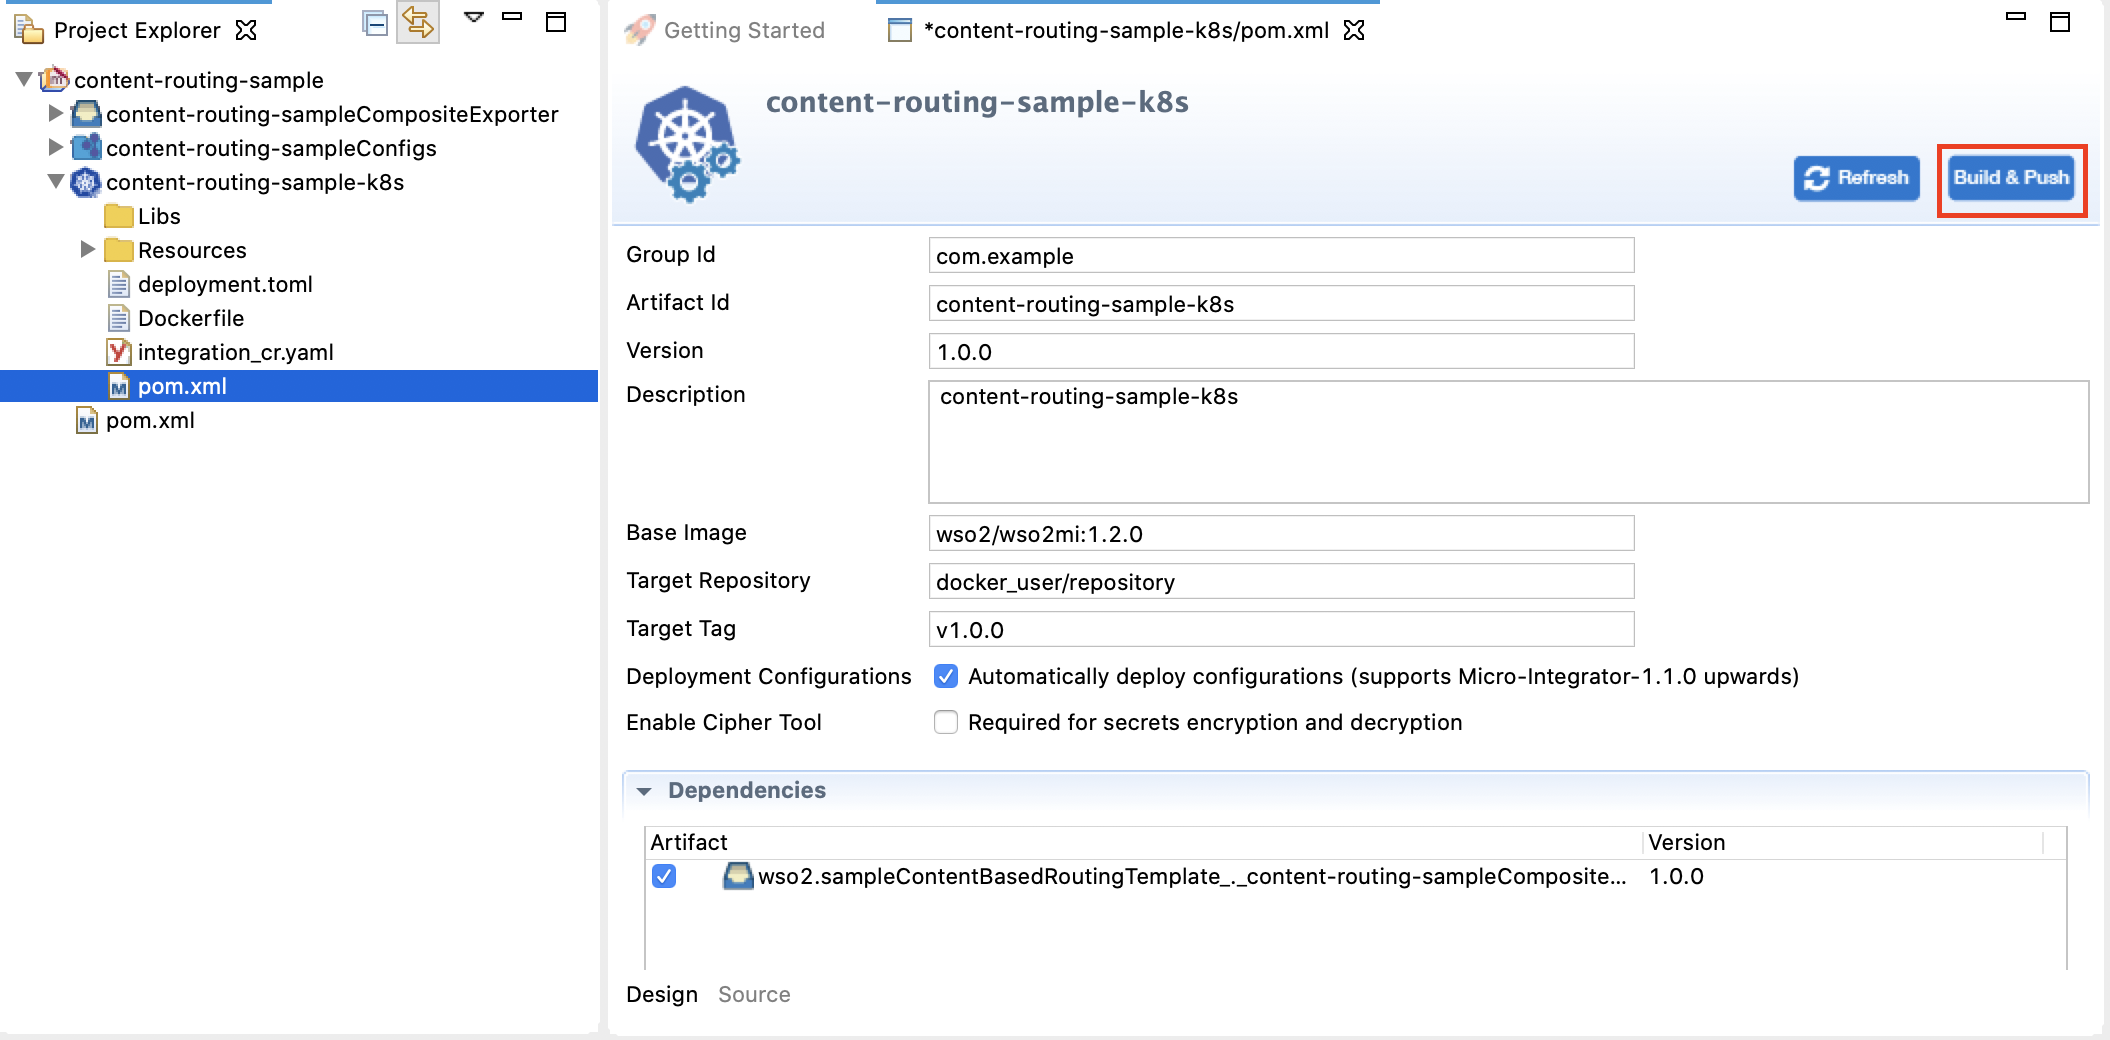 Project Explorer
content-routing-sample
content-routing-sampleCompositeExporter
content-routing-sampleConfigs
content-routing-sample-k8s
Libs
Resources
deployment.toml
Dockerfile
integration_cr.yaml
pom.xml
pom.xml
Getting Started
*content-routing-sample-k8s/pom.xml
content-routing-sample-k8s
Refresh
Build & Push
Group Id com.example
Artifact Id content-routing-sample-k8s
Version 1.0.0
Description content-routing-sample-k8s
Base Image wso2/wso2mi:1.2.0
Target Repository docker_user/repository
Target Tag v1.0.0
Deployment Configurations Automatically deploy configurations (supports Micro-Integrator-1.1.0 upwards)
Enable Cipher Tool Required for secrets encryption and decryption
Dependencies
Artifact Version
wso2.sampleContentBasedRoutingTemplate_._content-routing-sampleComposite... 1.0.0
Design Source